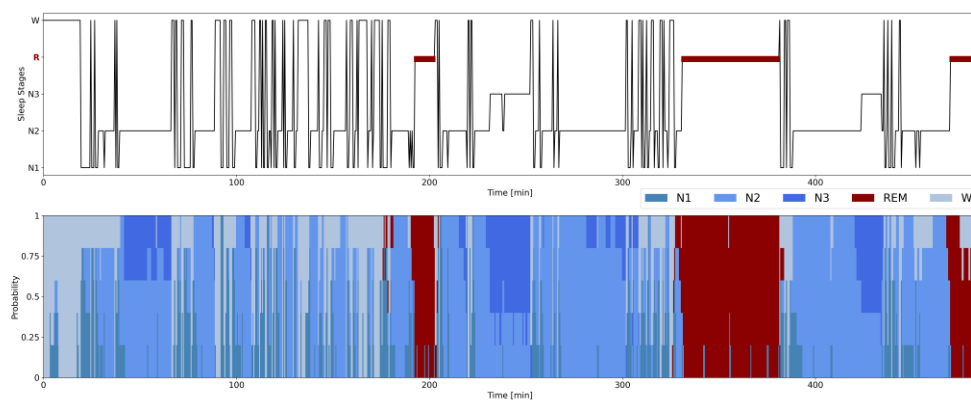 W
R
N3
N2
N1
Sleep Stages
0 100 200 300 400
Time [min]
N1 N2 N3 REM W
1
0.75
0.5
0.25
0
Probability
0 100 200 300 400
Time [min]